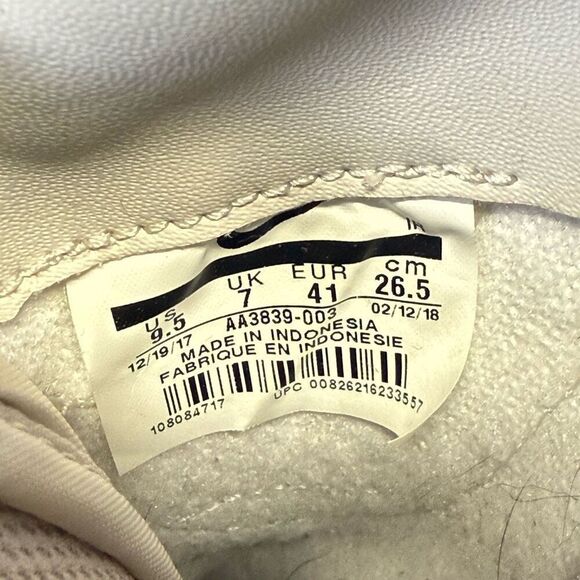 US UK EUR cm
9.5 7 41 26.5
12/19/17 AA3839-003 02/12/18
MADE IN INDONESIA
FABRIQUE EN INDONESIE
108084717 UPC 00826216233557